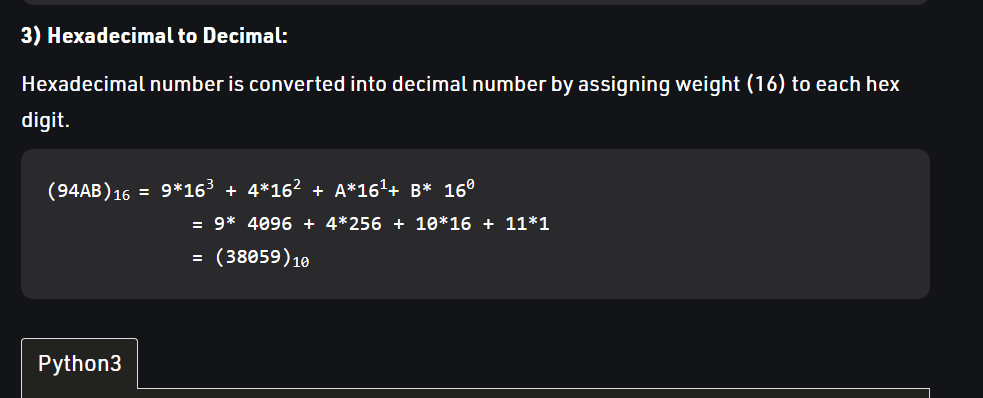 3) Hexadecimal to Decimal:
Hexadecimal number is converted into decimal number by assigning weight (16) to each hex
digit.
(94AB)₁₆ = 9*16³ + 4*16² + A*16¹+ B* 16⁰
= 9* 4096 + 4*256 + 10*16 + 11*1
= (38059)₁₀
Python3